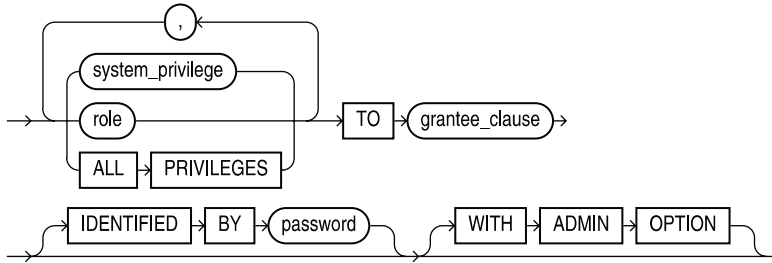 ,
system_privilege
role TO grantee_clause
ALL PRIVILEGES
IDENTIFIED BY password WITH ADMIN OPTION